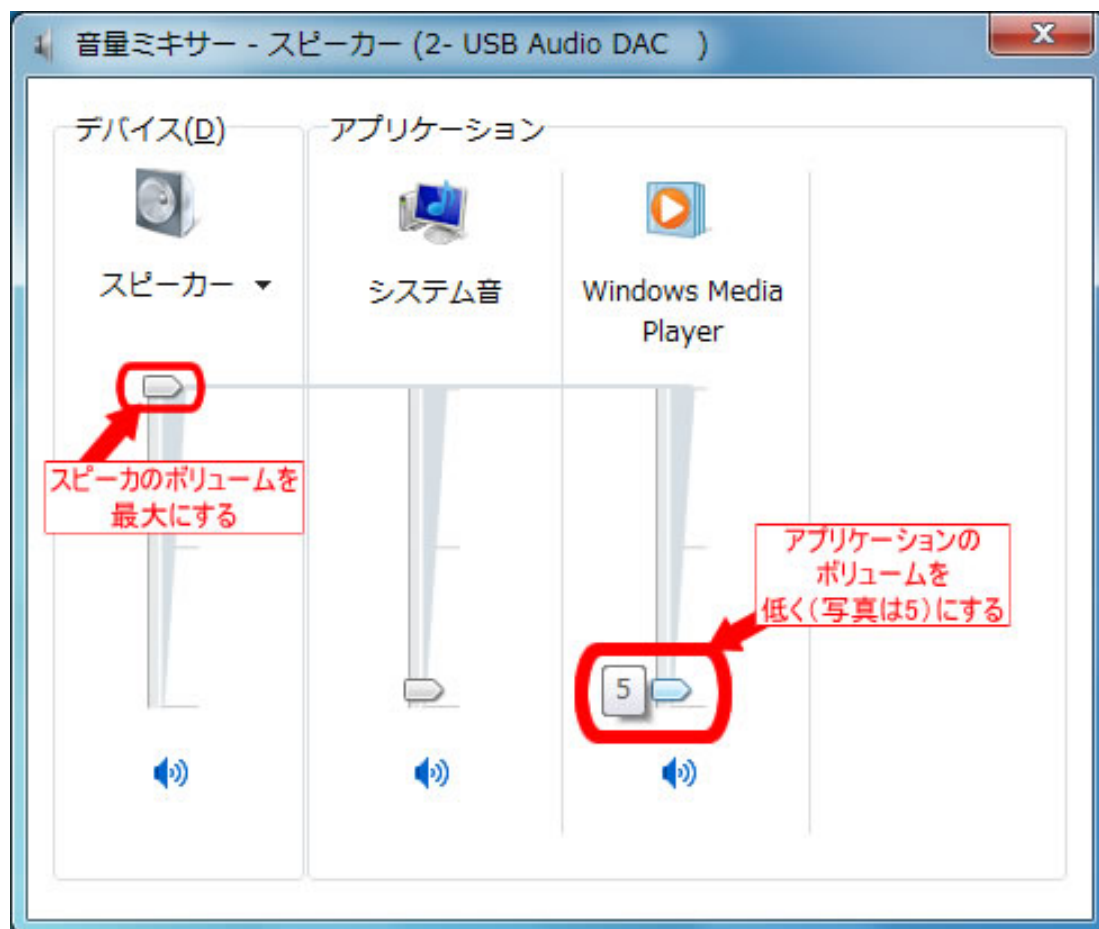 音量ミキサー - スピーカー (2- USB Audio DAC   )
デバイス(D)
アプリケーション
スピーカー
システム音
Windows Media
Player
スピーカのボリュームを
最大にする
アプリケーションの
ボリュームを
低く(写真は5)にする
5